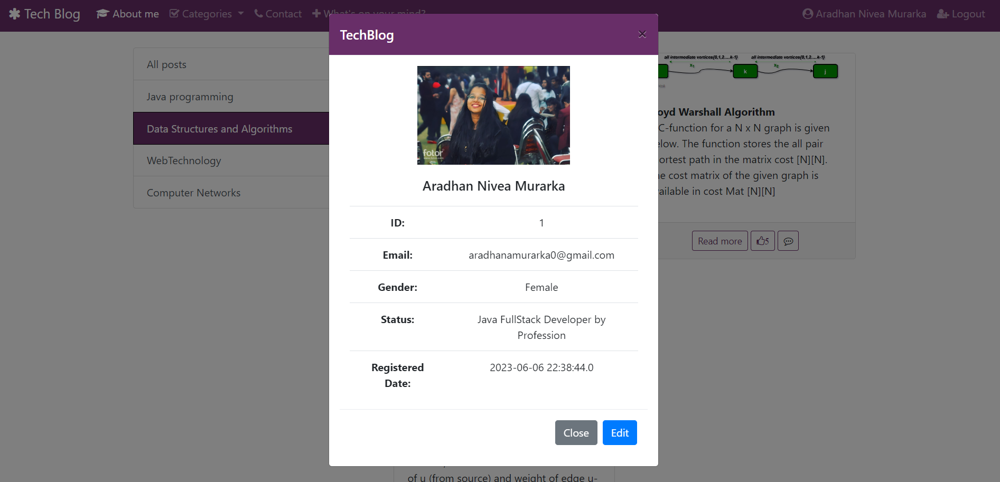 Tech Blog
About me
Categories
Contact
What's on your mind?
Aradhan Nivea Murarka
Logout
TechBlog
×
All posts
Java programming
Data Structures and Algorithms
WebTechnology
Computer Networks
fotor
www.fotor.com
Aradhan Nivea Murarka
ID: 1
Email: aradhanamurarka0@gmail.com
Gender: Female
Status: Java FullStack Developer by
Profession
Registered 2023-06-06 22:38:44.0
Date:
Close
Edit
all intermediate vertices{0,1,2.....k-1} all intermediate vertices{0,1,2.....k-1}
x1 x2
k j
oyd Warshall Algorithm
C-function for a N x N graph is given
elow. The function stores the all pair
ortest path in the matrix cost [N][N].
e cost matrix of the given graph is
ailable in cost Mat [N][N]
Read more
5
of u (from source) and weight of edge u-